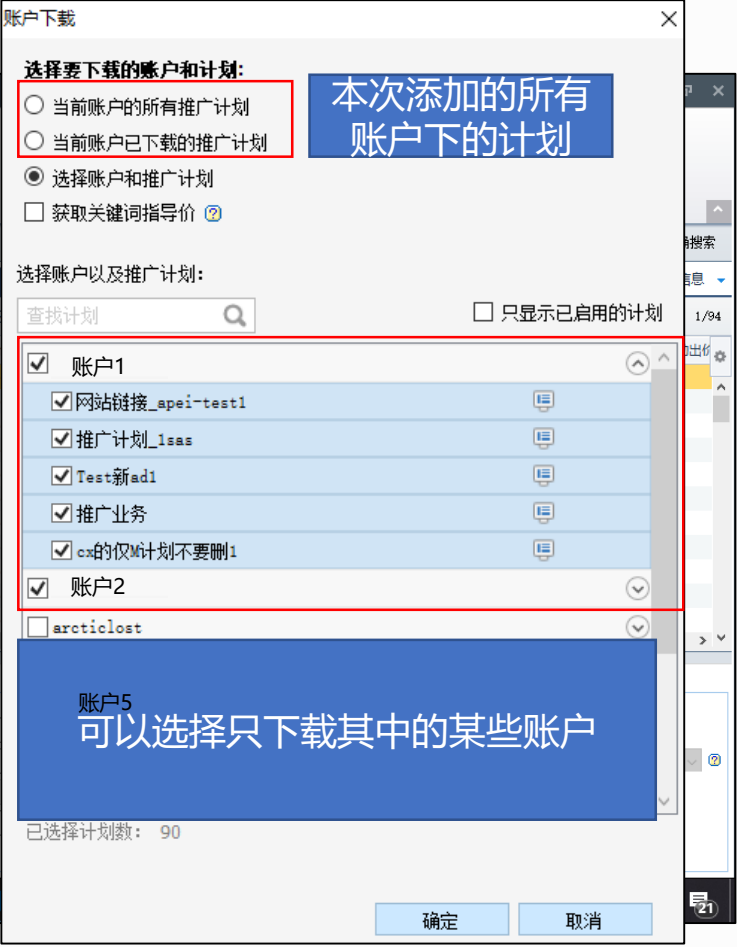 账户下载
选择要下载的账户和计划:
当前账户的所有推广计划
当前账户已下载的推广计划
本次添加的所有
账户下的计划
选择账户和推广计划
获取关键词指导价
选择账户以及推广计划:
查找计划
只显示已启用的计划
账户1
网站链接_apei-test1
推广计划_1sas
Test新ad1
推广业务
cx的仅M计划不要删1
账户2
arcticlost
账户5
可以选择只下载其中的某些账户
已选择计划数: 90
确定
取消
搜索
信息
1/94
出价
21